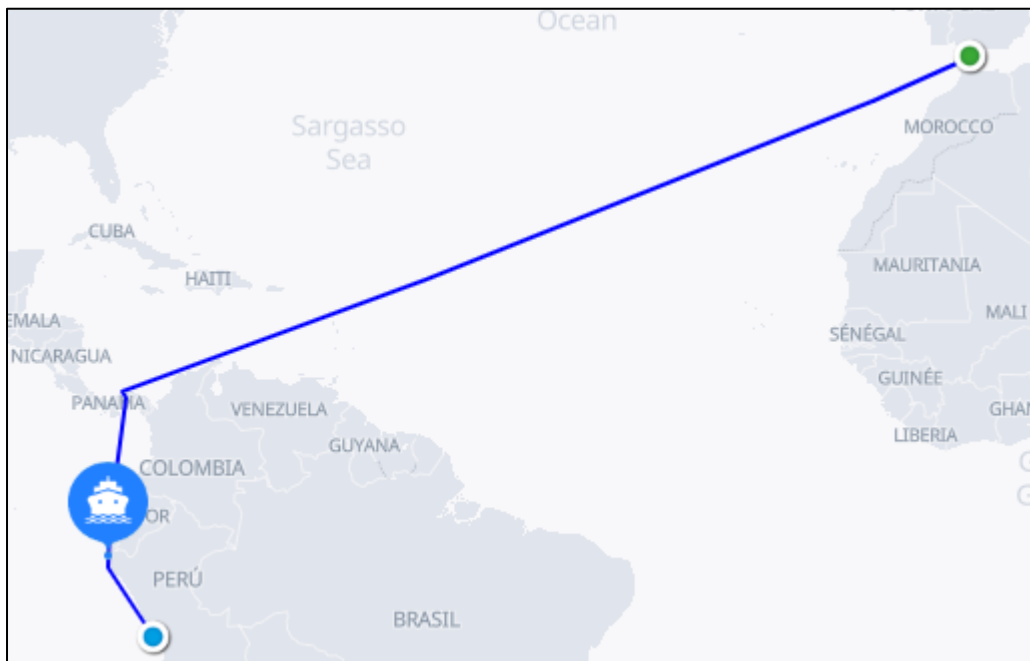 Ocean
Sargasso
Sea
MOROCCO
CUBA
HAITI
MAURITANIA
EMALA
MALI
NICARAGUA
SÉNÉGAL
GUINÉE
PANAMA
VENEZUELA
GHAN
LIBERIA
GUYANA
COLOMBIA
OR
PERÚ
BRASIL